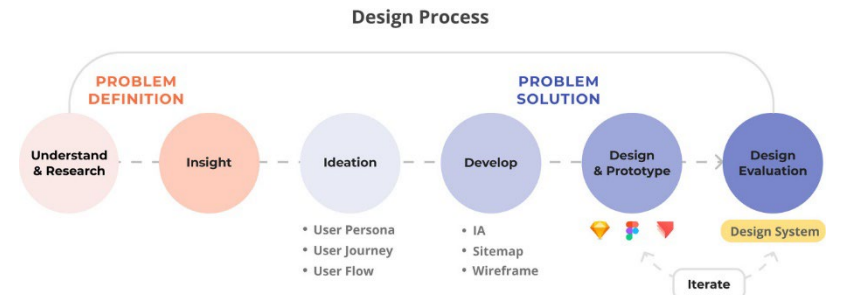 Design Process
PROBLEM
DEFINITION
PROBLEM
SOLUTION
Understand
& Research
Insight
Ideation
Develop
Design
& Prototype
Design
Evaluation
• User Persona
• User Journey
• User Flow
• IA
• Sitemap
• Wireframe
Design System
Iterate